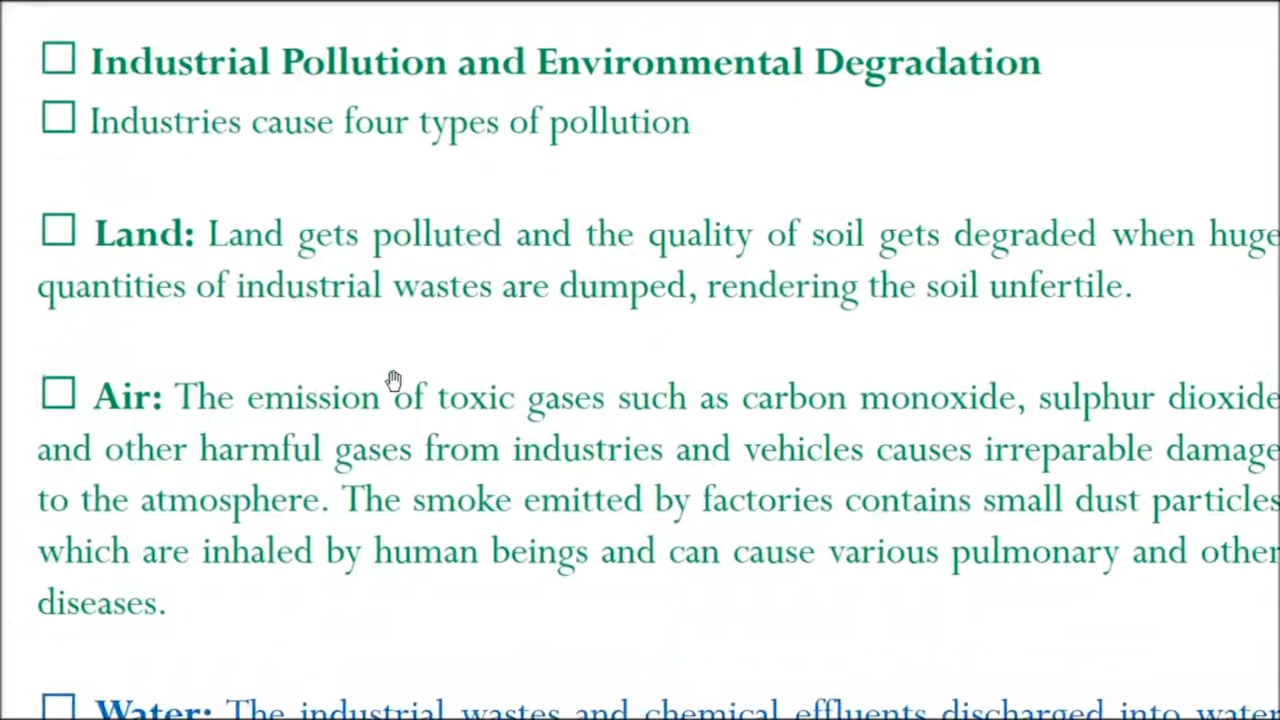 ☐ Industrial Pollution and Environmental Degradation
☐ Industries cause four types of pollution
☐ Land: Land gets polluted and the quality of soil gets degraded when huge
quantities of industrial wastes are dumped, rendering the soil unfertile.
☐ Air: The emission of toxic gases such as carbon monoxide, sulphur dioxide
and other harmful gases from industries and vehicles causes irreparable damage
to the atmosphere. The smoke emitted by factories contains small dust particles
which are inhaled by human beings and can cause various pulmonary and other
diseases.
☐ Water: The industrial wastes and chemical effluents discharged into water